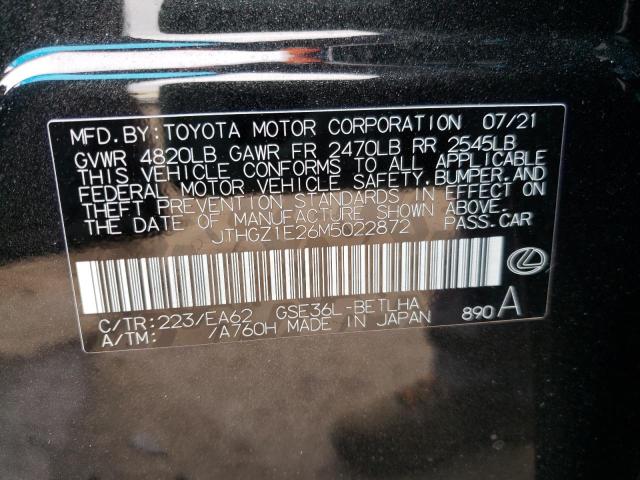 MFD.BY:TOYOTA MOTOR CORPORATION 07/21
GVWR 4820LB GAWR FR 2470LB RR 2545LB
THIS VEHICLE CONFORMS TO ALL APPLICABLE
FEDERAL MOTOR VEHICLE SAFETY,BUMPER,AND
THEFT PREVENTION STANDARDS IN EFFECT ON
THE DATE OF MANUFACTURE SHOWN ABOVE.
JTHGZ1E26M5022872 PASS.CAR
C/TR:223/EA62 GSE36L-BETLHA
A/TM: /A760H MADE IN JAPAN 890 A